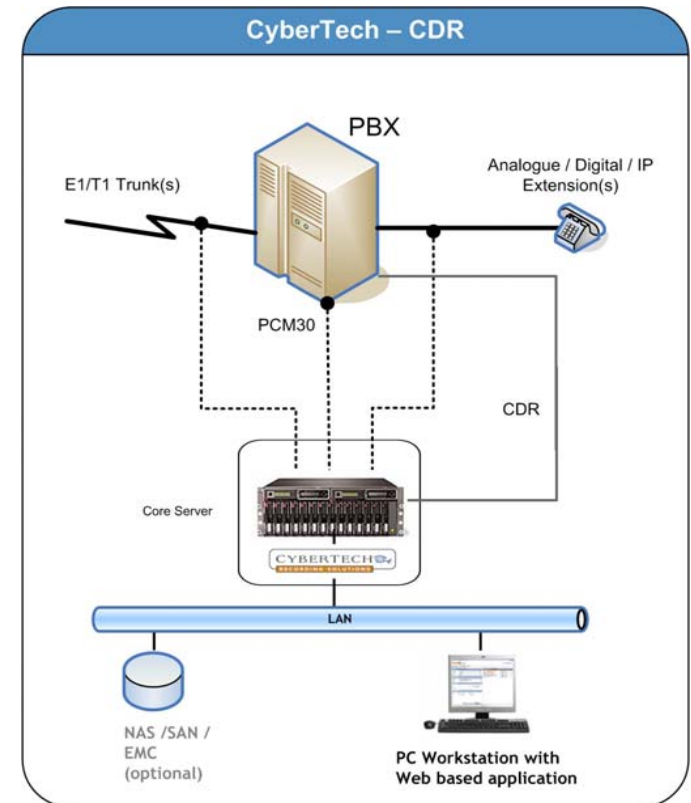 CyberTech – CDR
PBX
E1/T1 Trunk(s)
Analogue / Digital / IP
Extension(s)
PCM30
CDR
Core Server
CYBERTECH
RECORDING SOLUTIONS
LAN
NAS /SAN /
EMC
(optional)
PC Workstation with
Web based application